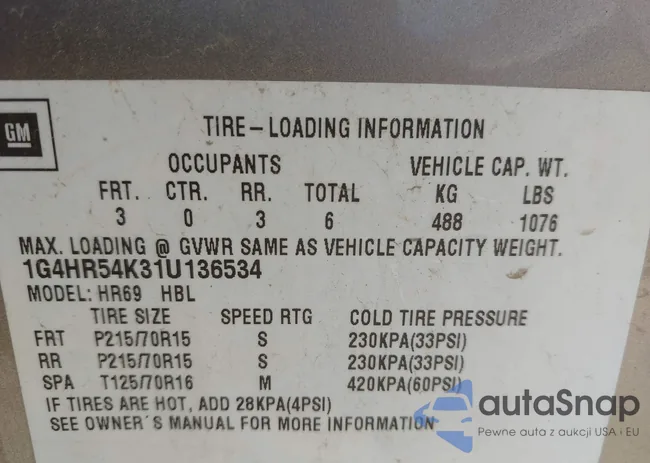 GM
TIRE-LOADING INFORMATION
OCCUPANTS VEHICLE CAP. WT.
FRT. CTR. RR. TOTAL KG LBS
3 0 3 6 488 1076
MAX. LOADING @ GVWR SAME AS VEHICLE CAPACITY WEIGHT.
1G4HR54K31U136534
MODEL: HR69 HBL
TIRE SIZE SPEED RTG COLD TIRE PRESSURE
FRT P215/70R15 S 230KPA(33PSI)
RR P215/70R15 S 230KPA(33PSI)
SPA T125/70R16 M 420KPA(60PSI)
IF TIRES ARE HOT, ADD 28KPA(4PSI)
SEE OWNER'S MANUAL FOR MORE INFORMATION
autoSnap
Pewne auta z aukcji USA i EU